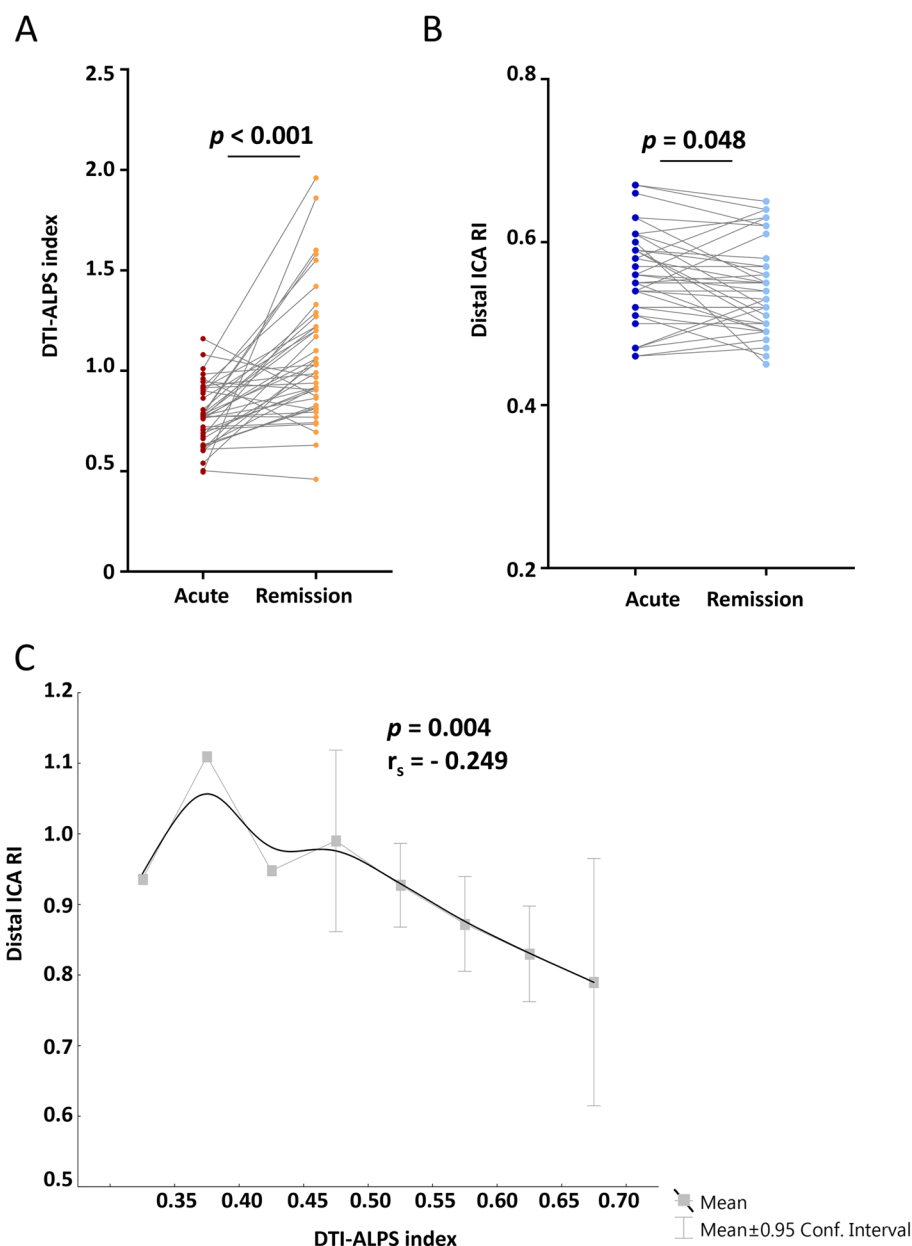 A
2.5
2.0
1.5
1.0
0.5
0
DTI-ALPS index
p < 0.001
Acute Remission
B
0.8
0.6
0.4
0.2
Distal ICA RI
p = 0.048
Acute Remission
C
1.2
1.1
1.0
0.9
0.8
0.7
0.6
0.5
Distal ICA RI
p = 0.004
rs = - 0.249
0.35 0.40 0.45 0.50 0.55 0.60 0.65 0.70
DTI-ALPS index
Mean
Mean±0.95 Conf. Interval